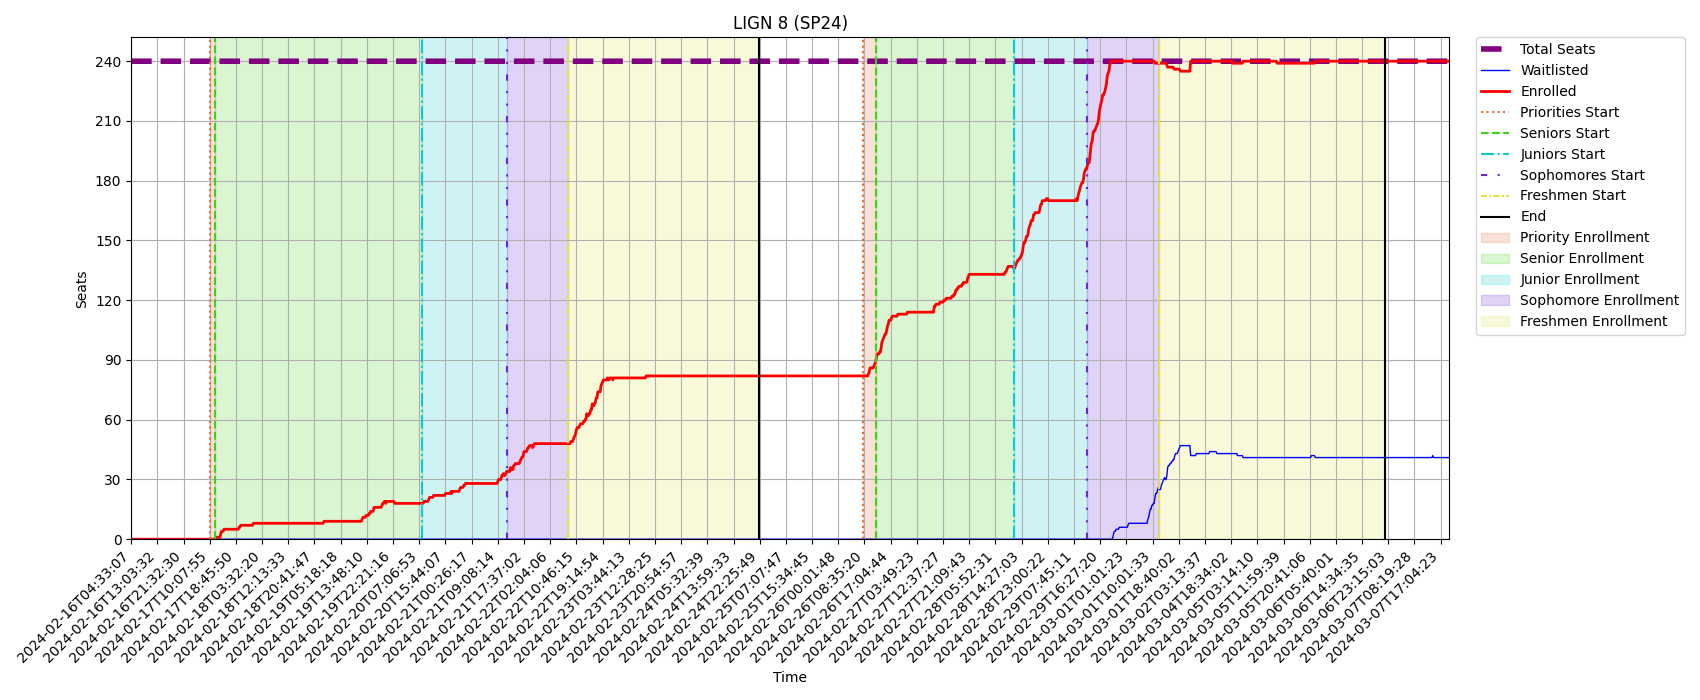 LIGN 8 (SP24)
Seats
240
210
180
150
120
90
60
30
0
2024-02-16T04:33:07
2024-02-16T13:03:32
2024-02-16T21:32:30
2024-02-17T10:07:55
2024-02-17T18:45:50
2024-02-18T03:32:20
2024-02-18T12:13:33
2024-02-18T20:41:47
2024-02-19T05:18:18
2024-02-19T13:48:10
2024-02-19T22:21:16
2024-02-20T07:06:53
2024-02-20T15:44:07
2024-02-21T00:26:17
2024-02-21T09:08:14
2024-02-21T17:37:02
2024-02-22T02:04:06
2024-02-22T10:46:15
2024-02-22T19:14:54
2024-02-23T03:44:13
2024-02-23T12:28:25
2024-02-23T20:54:57
2024-02-24T05:32:39
2024-02-24T13:59:33
2024-02-24T22:25:49
2024-02-25T07:07:47
2024-02-25T15:34:45
2024-02-26T00:01:48
2024-02-26T08:35:20
2024-02-26T17:04:44
2024-02-27T03:49:23
2024-02-27T12:37:27
2024-02-27T21:09:43
2024-02-28T05:52:31
2024-02-28T14:27:03
2024-02-28T23:00:22
2024-02-29T07:45:11
2024-02-29T16:27:20
2024-03-01T01:01:23
2024-03-01T10:01:33
2024-03-01T18:40:02
2024-03-02T03:13:37
2024-03-04T18:34:02
2024-03-05T03:14:10
2024-03-05T11:59:39
2024-03-05T20:41:06
2024-03-06T05:40:01
2024-03-06T14:34:35
2024-03-06T23:15:03
2024-03-07T08:19:28
2024-03-07T17:04:23
Time
Total Seats
Waitlisted
Enrolled
Priorities Start
Seniors Start
Juniors Start
Sophomores Start
Freshmen Start
End
Priority Enrollment
Senior Enrollment
Junior Enrollment
Sophomore Enrollment
Freshmen Enrollment